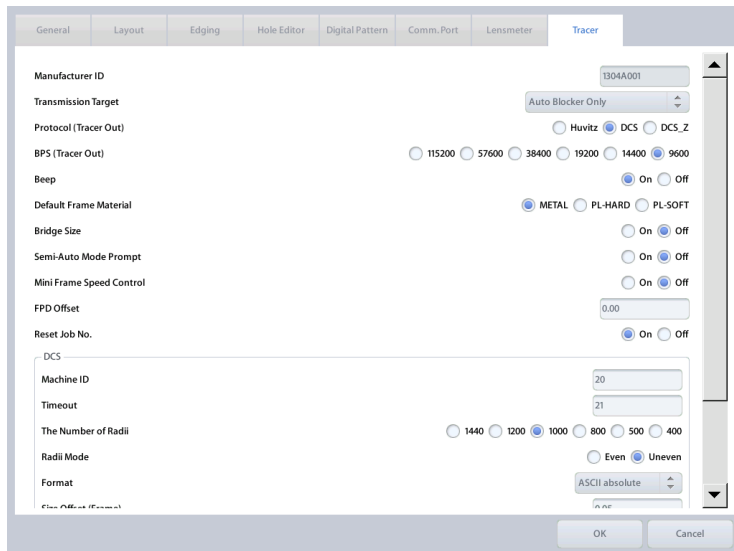 General Layout Edging Hole Editor Digital Pattern Comm. Port Lensmeter Tracer
Manufacturer ID 1304A001
Transmission Target Auto Blocker Only
Protocol (Tracer Out) Huvitz DCS DCS_Z
BPS (Tracer Out) 115200 57600 38400 19200 14400 9600
Beep On Off
Default Frame Material METAL PL-HARD PL-SOFT
Bridge Size On Off
Semi-Auto Mode Prompt On Off
Mini Frame Speed Control On Off
FPD Offset 0.00
Reset Job No. On Off
DCS
Machine ID 20
Timeout 21
The Number of Radii 1440 1200 1000 800 500 400
Radii Mode Even Uneven
Format ASCII absolute
Size Offset (Frame) 0.05
OK Cancel